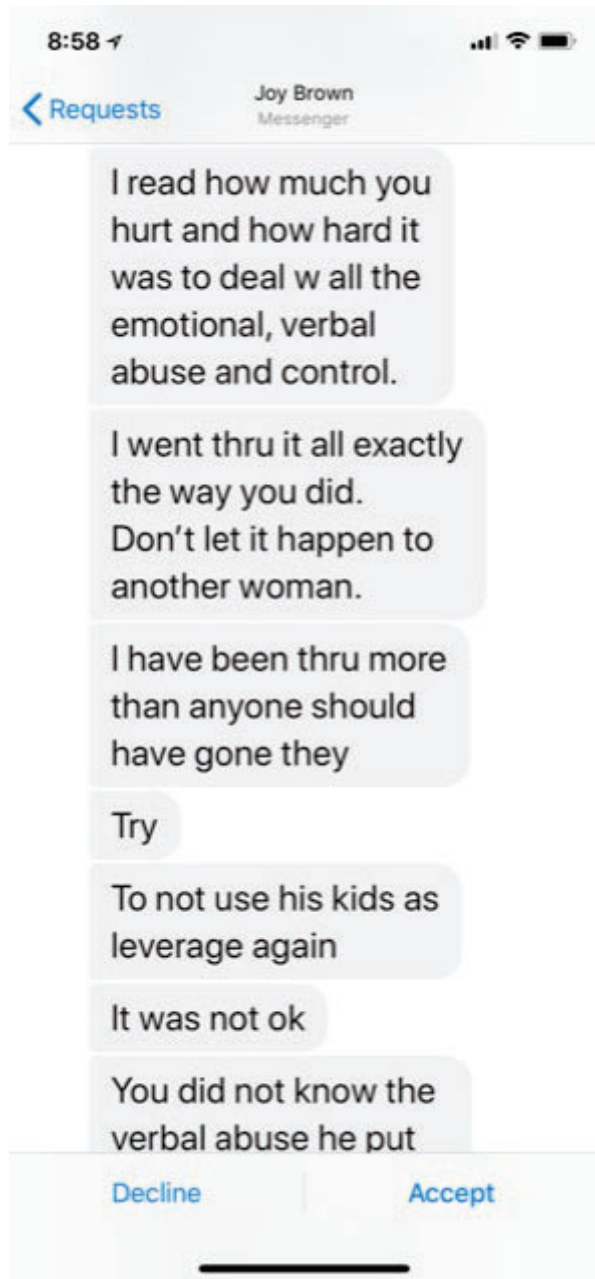 8:58
Requests
Joy Brown
Messenger
I read how much you
hurt and how hard it
was to deal w all the
emotional, verbal
abuse and control.
I went thru it all exactly
the way you did.
Don't let it happen to
another woman.
I have been thru more
than anyone should
have gone they
Try
To not use his kids as
leverage again
It was not ok
You did not know the
verbal abuse he put
Decline
Accept